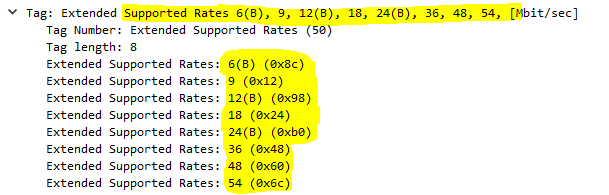 Tag: Extended Supported Rates 6(B), 9, 12(B), 18, 24(B), 36, 48, 54, [Mbit/sec]
Tag Number: Extended Supported Rates (50)
Tag length: 8
Extended Supported Rates: 6(B) (0x8c)
Extended Supported Rates: 9 (0x12)
Extended Supported Rates: 12(B) (0x98)
Extended Supported Rates: 18 (0x24)
Extended Supported Rates: 24(B) (0xb0)
Extended Supported Rates: 36 (0x48)
Extended Supported Rates: 48 (0x60)
Extended Supported Rates: 54 (0x6c)